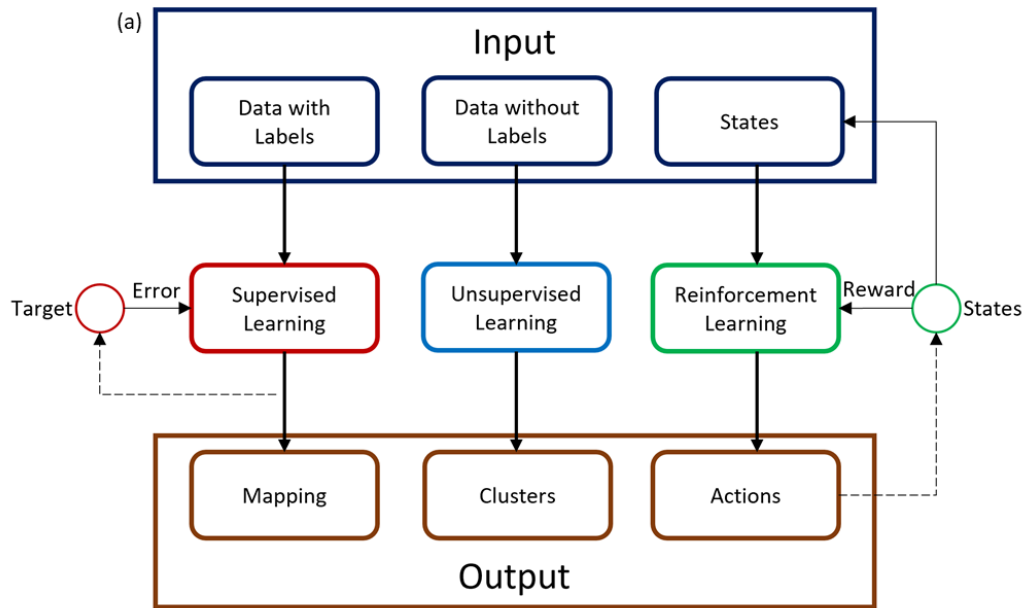 (a)
Input
Data with
Labels
Data without
Labels
States
Target
Error
Supervised
Learning
Unsupervised
Learning
Reinforcement
Learning
Reward
States
Mapping
Clusters
Actions
Output